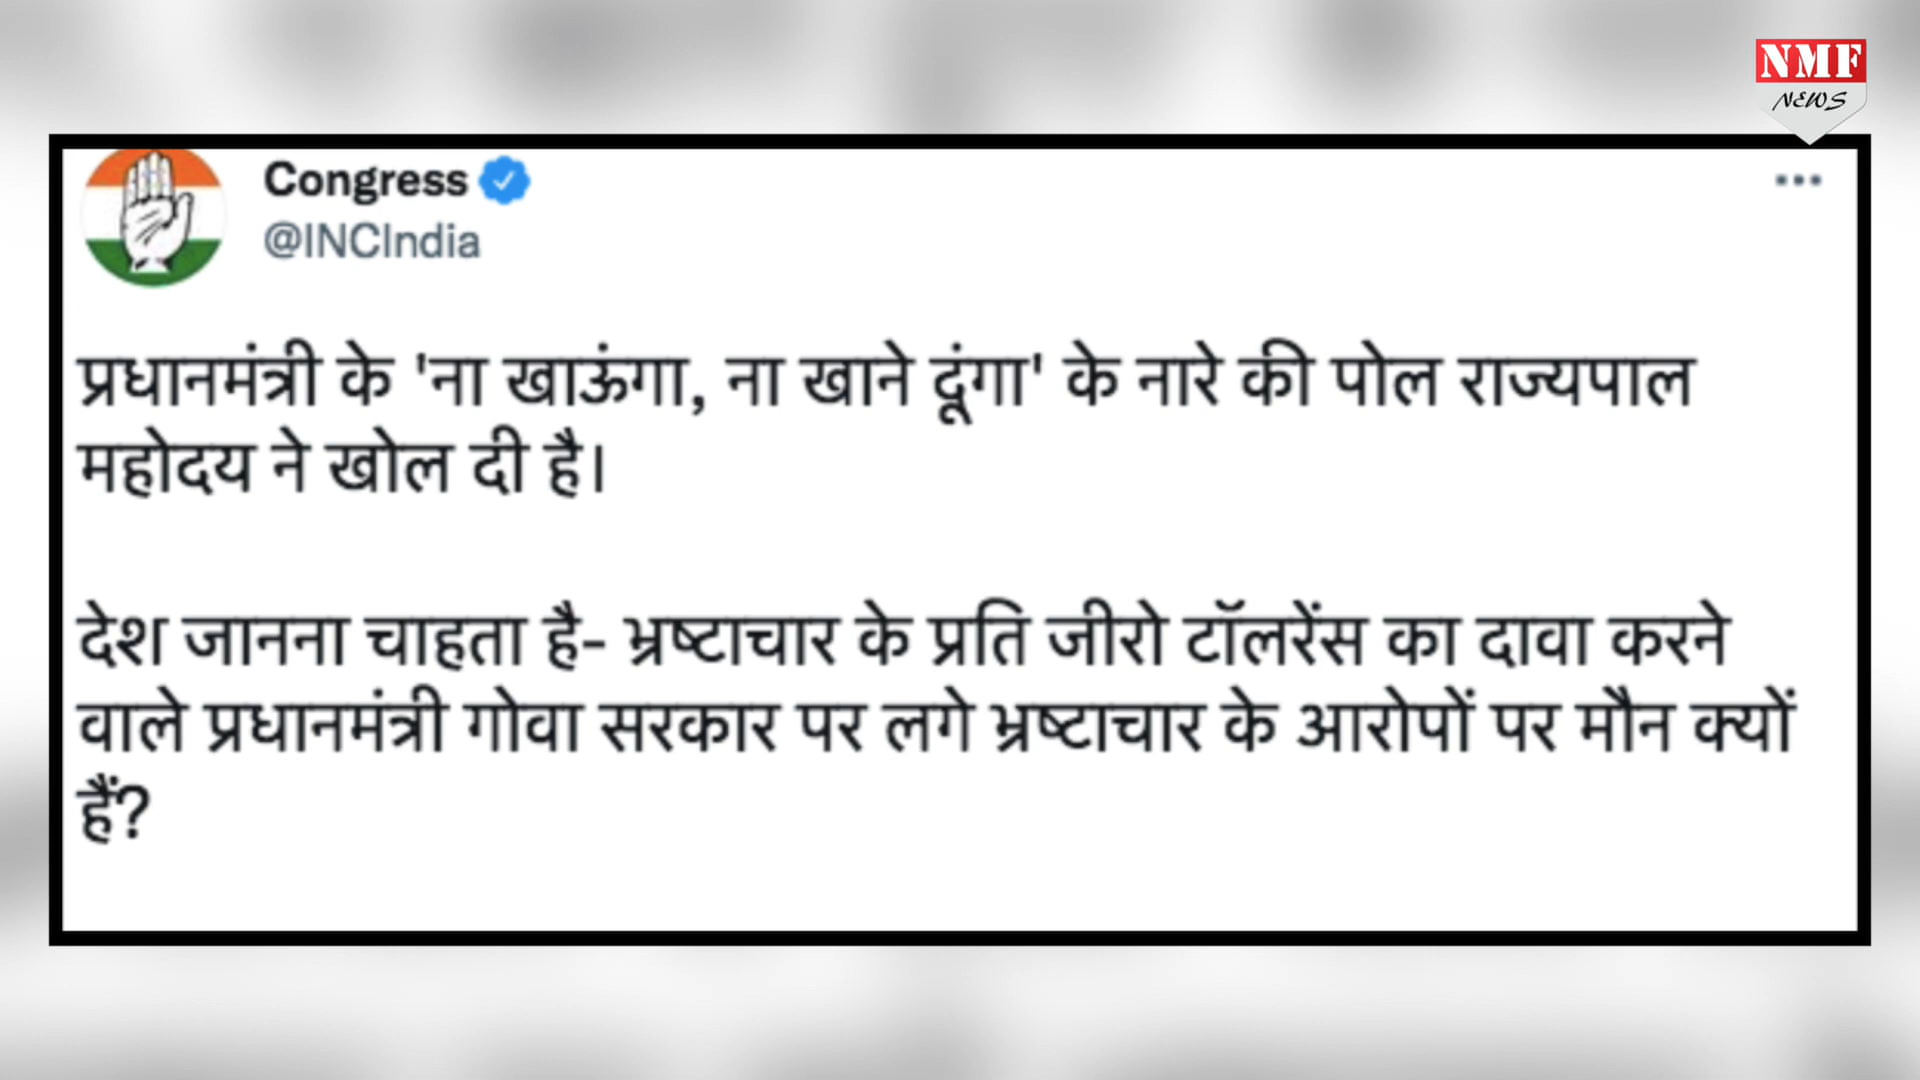 NMF
NEWS
Congress
@INCIndia
प्रधानमंत्री के 'ना खाऊंगा, ना खाने दूंगा' के नारे की पोल राज्यपाल
महोदय ने खोल दी है।
देश जानना चाहता है- भ्रष्टाचार के प्रति जीरो टॉलरेंस का दावा करने
वाले प्रधानमंत्री गोवा सरकार पर लगे भ्रष्टाचार के आरोपों पर मौन क्यों
हैं?